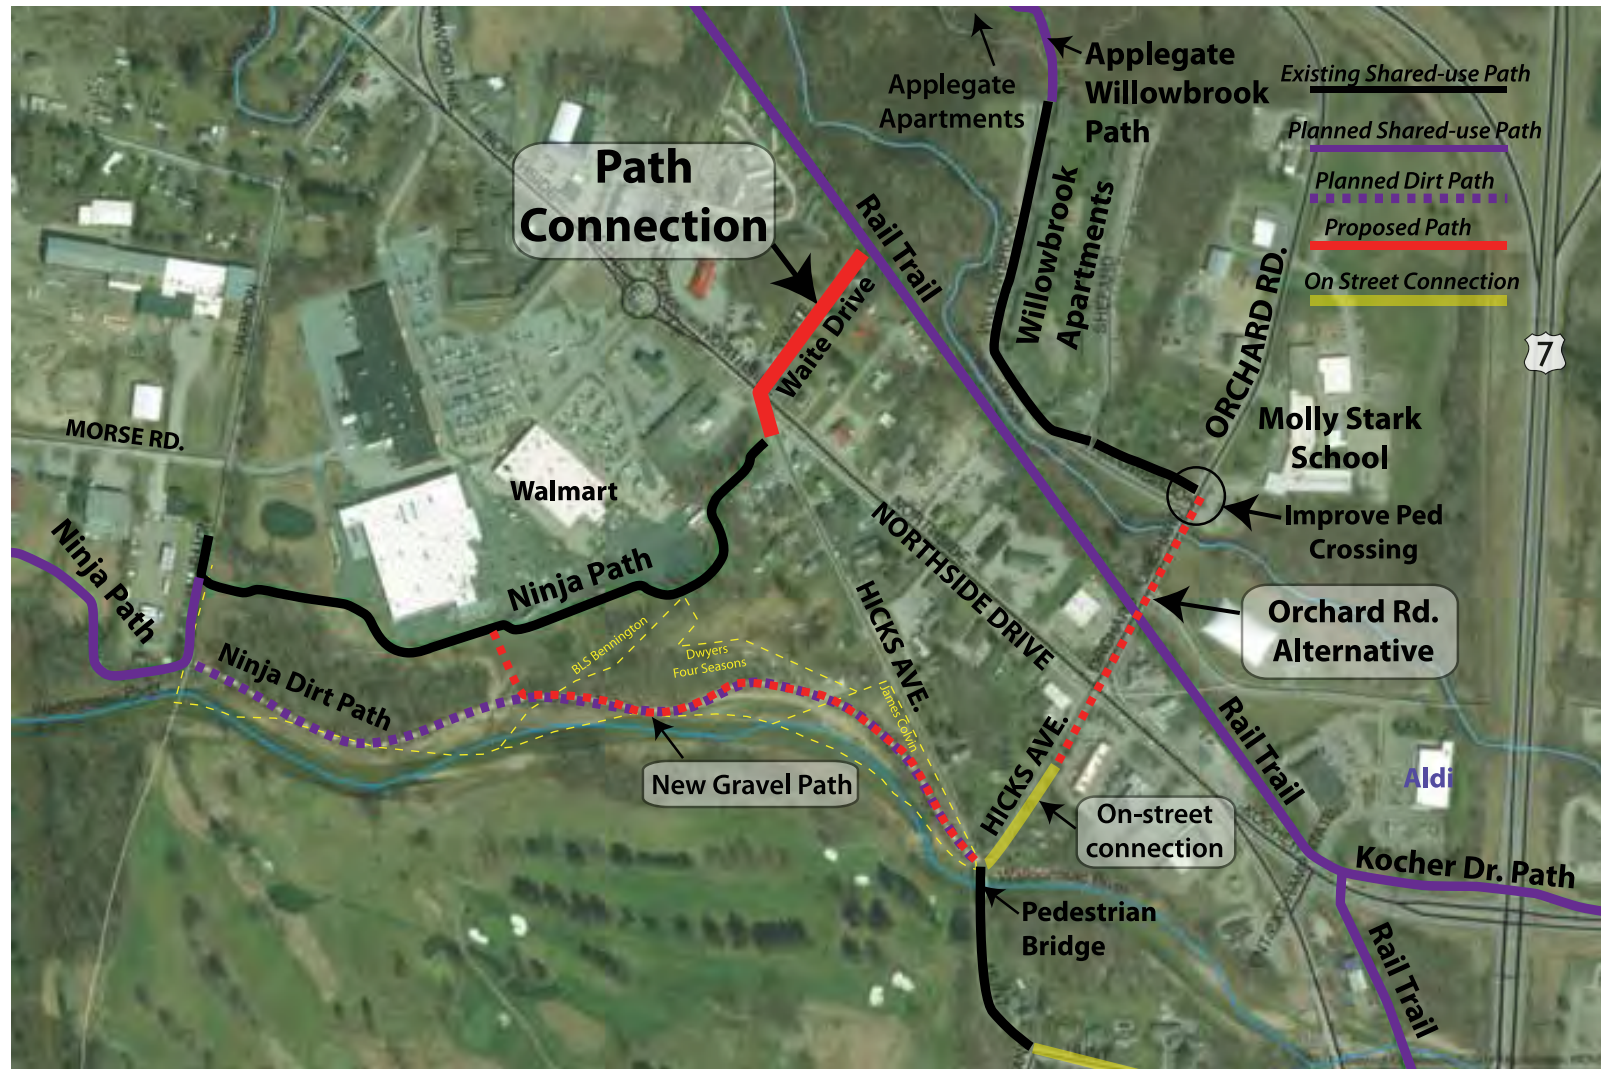 Applegate
Willowbrook
Path
Applegate
Apartments
Existing Shared-use Path
Planned Shared-use Path
Planned Dirt Path
Proposed Path
On Street Connection
Path
Connection
Rail Trail
Willowbrook
Apartments
ORCHARD RD.
7
Waite Drive
MORSE RD.
Walmart
Molly Stark
School
Improve Ped
Crossing
Ninja Path
Ninja Path
NORTHSIDE DRIVE
HICKS AVE.
Orchard Rd.
Alternative
BLS Bennington
Dwyers
Four Seasons
James Colvin
Ninja Dirt Path
New Gravel Path
HICKS AVE.
Rail Trail
Aldi
On-street
connection
Kocher Dr. Path
Pedestrian
Bridge
Rail Trail